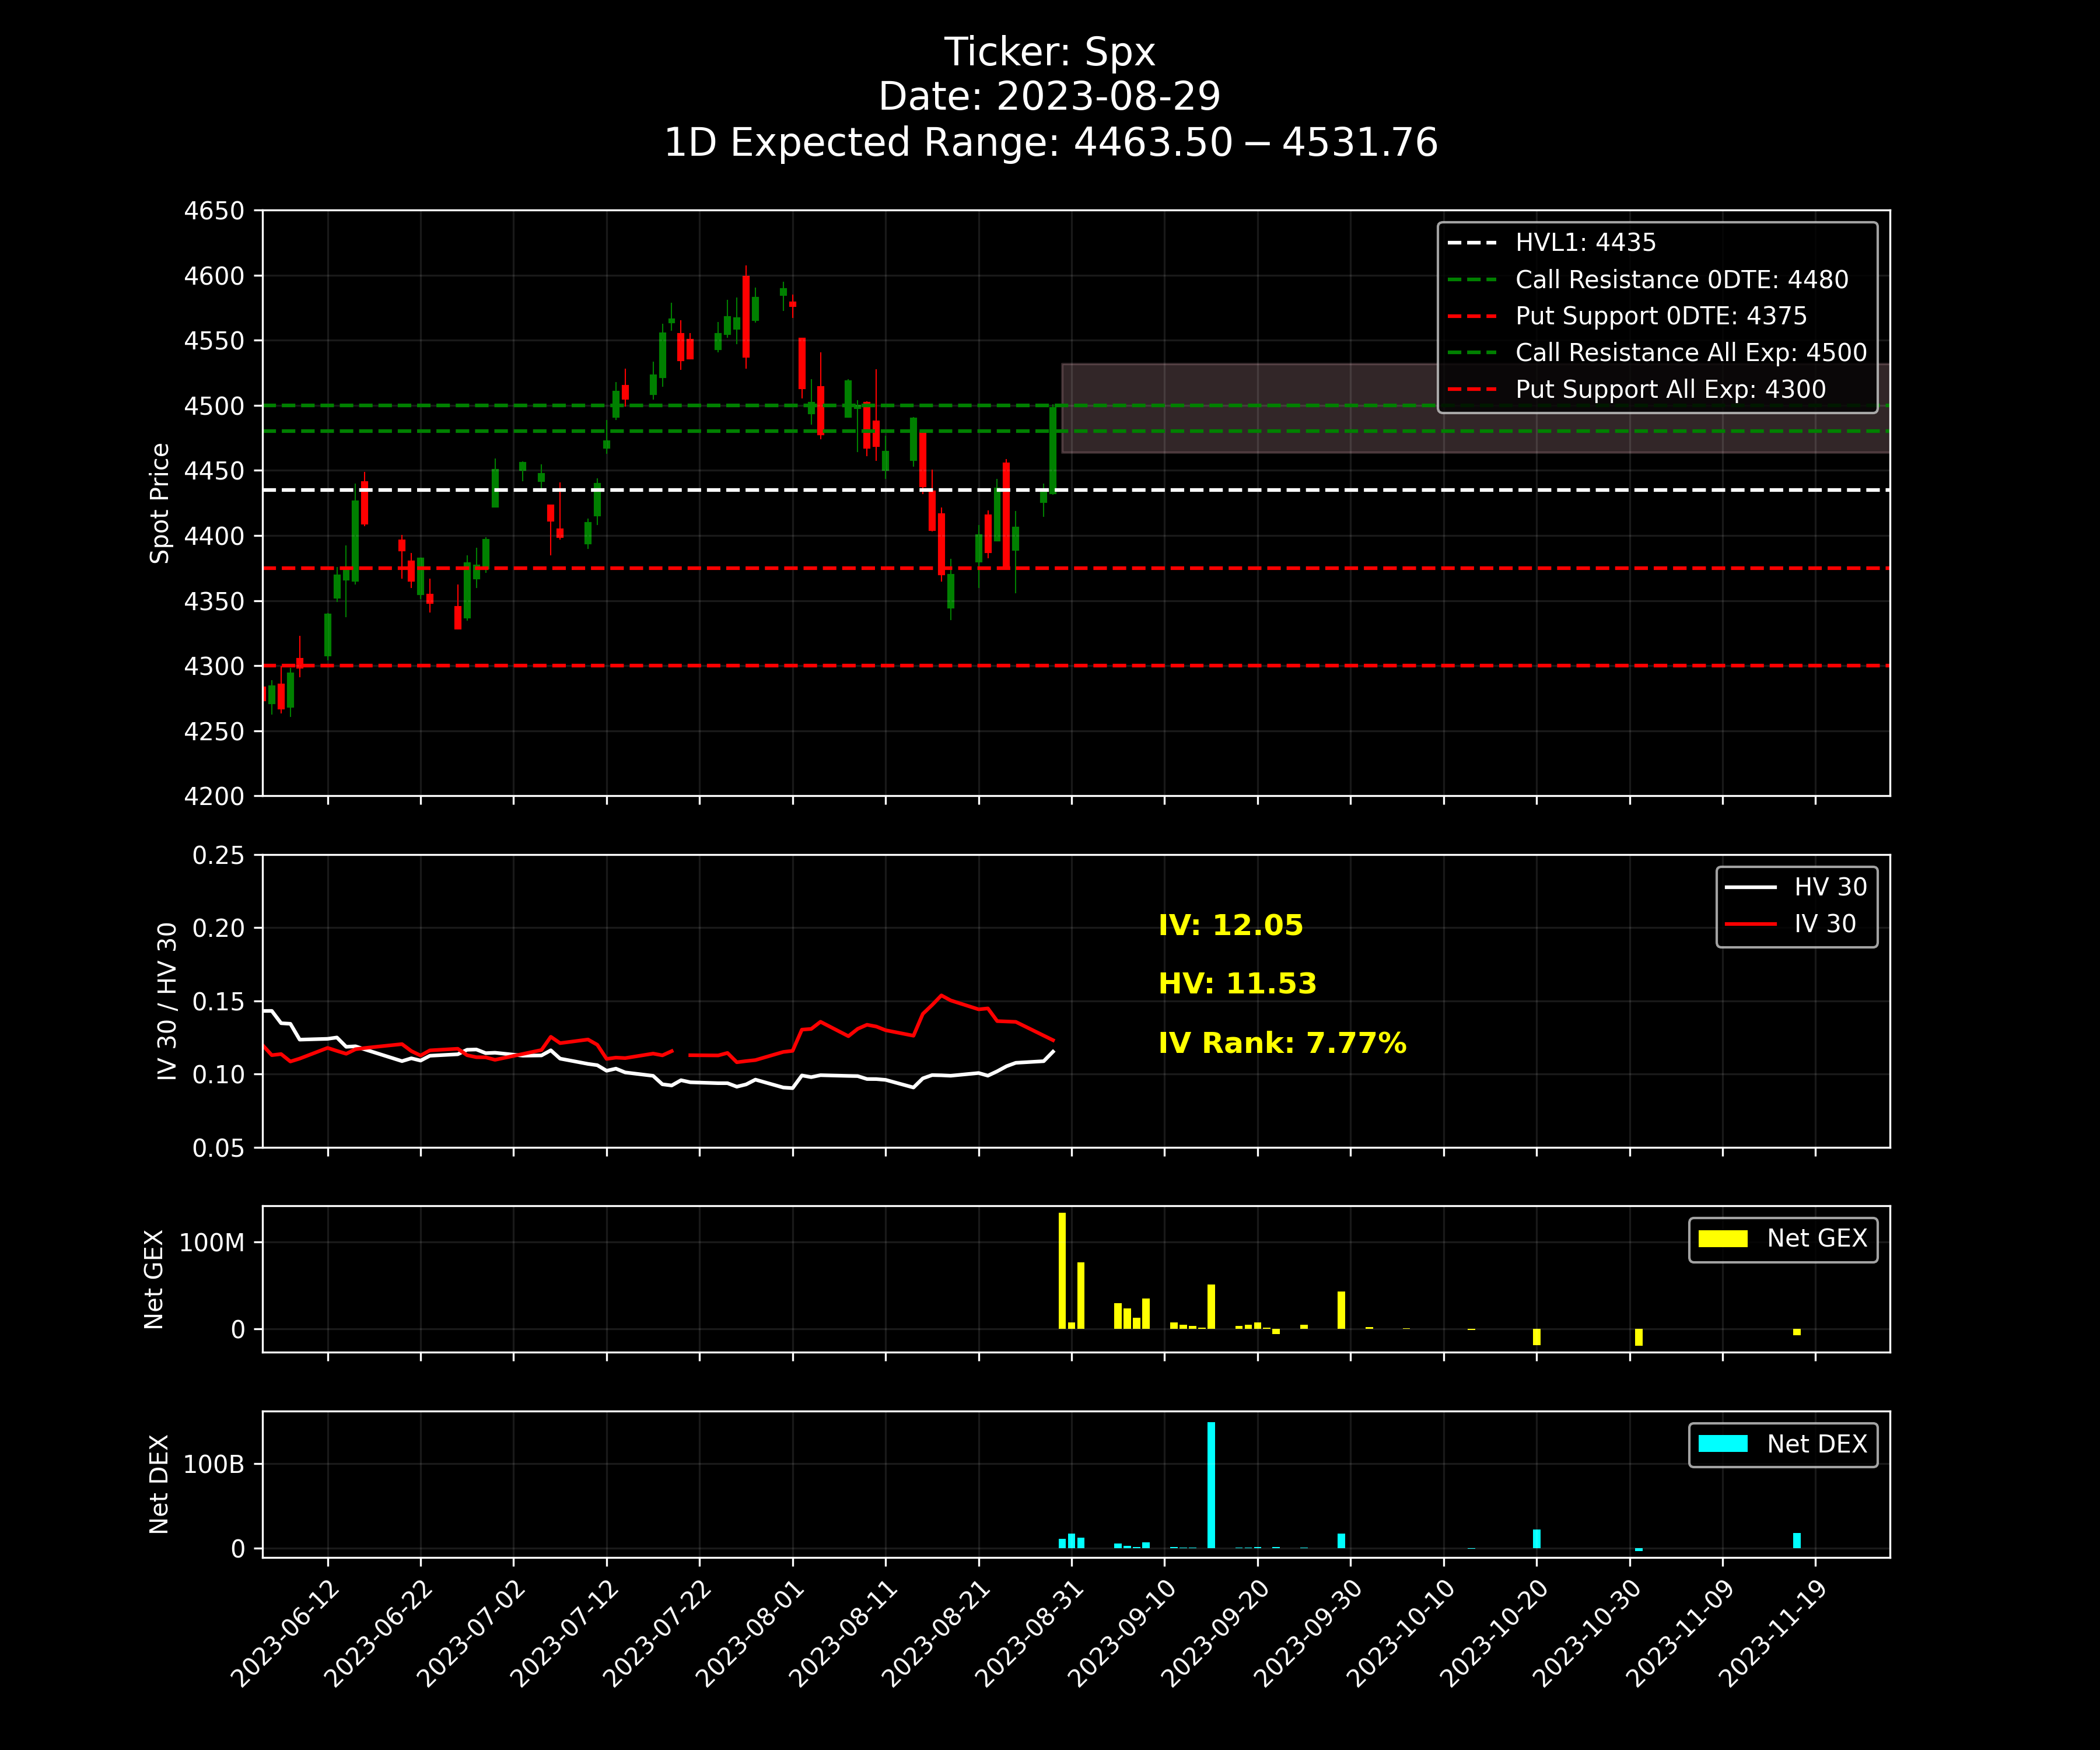 Ticker: Spx
Date: 2023-08-29
1D Expected Range: 4463.50 − 4531.76
Spot Price
4650
4600
4550
4500
4450
4400
4350
4300
4250
4200
HVL1: 4435
Call Resistance 0DTE: 4480
Put Support 0DTE: 4375
Call Resistance All Exp: 4500
Put Support All Exp: 4300
IV 30 / HV 30
0.25
0.20
0.15
0.10
0.05
IV: 12.05
HV: 11.53
IV Rank: 7.77%
HV 30
IV 30
Net GEX
100M
0
Net GEX
Net DEX
100B
0
Net DEX
2023-06-12
2023-06-22
2023-07-02
2023-07-12
2023-07-22
2023-08-01
2023-08-11
2023-08-21
2023-08-31
2023-09-10
2023-09-20
2023-09-30
2023-10-10
2023-10-20
2023-10-30
2023-11-09
2023-11-19